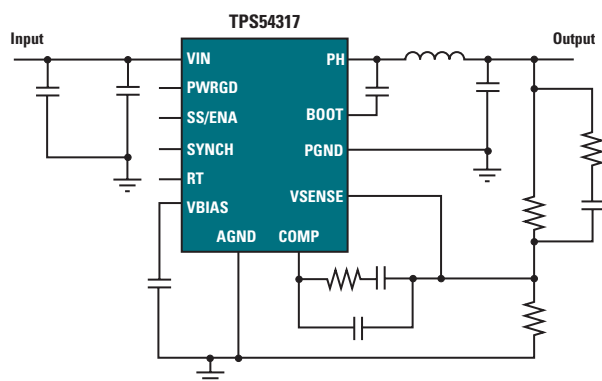 TPS54317
Input
Output
VIN
PH
PWRGD
SS/ENA
BOOT
SYNCH
PGND
RT
VSENSE
VBIAS
AGND
COMP